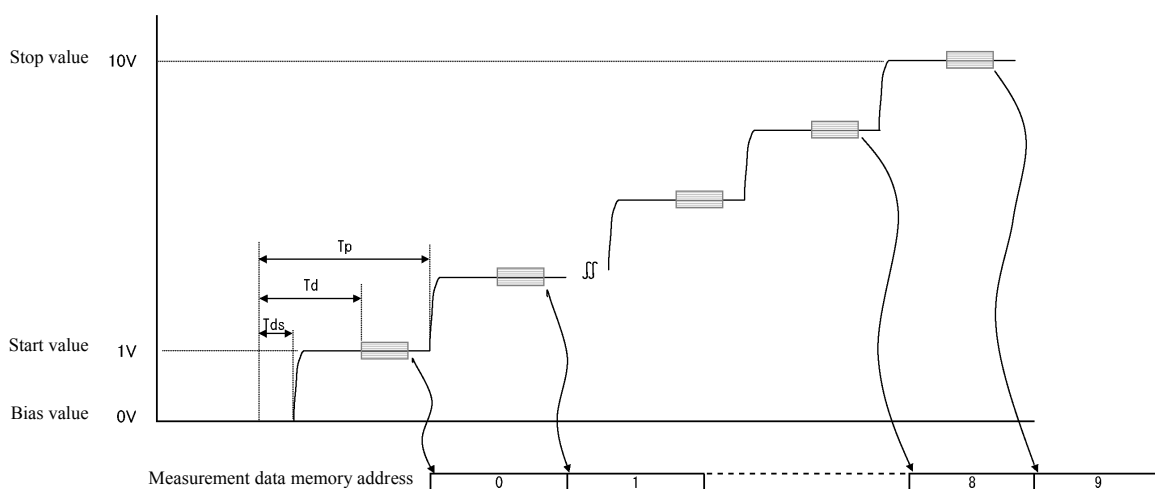 Stop value 10V
Tp
Td
Tds
Start value 1V
Bias value 0V
Measurement data memory address 0 1 8 9